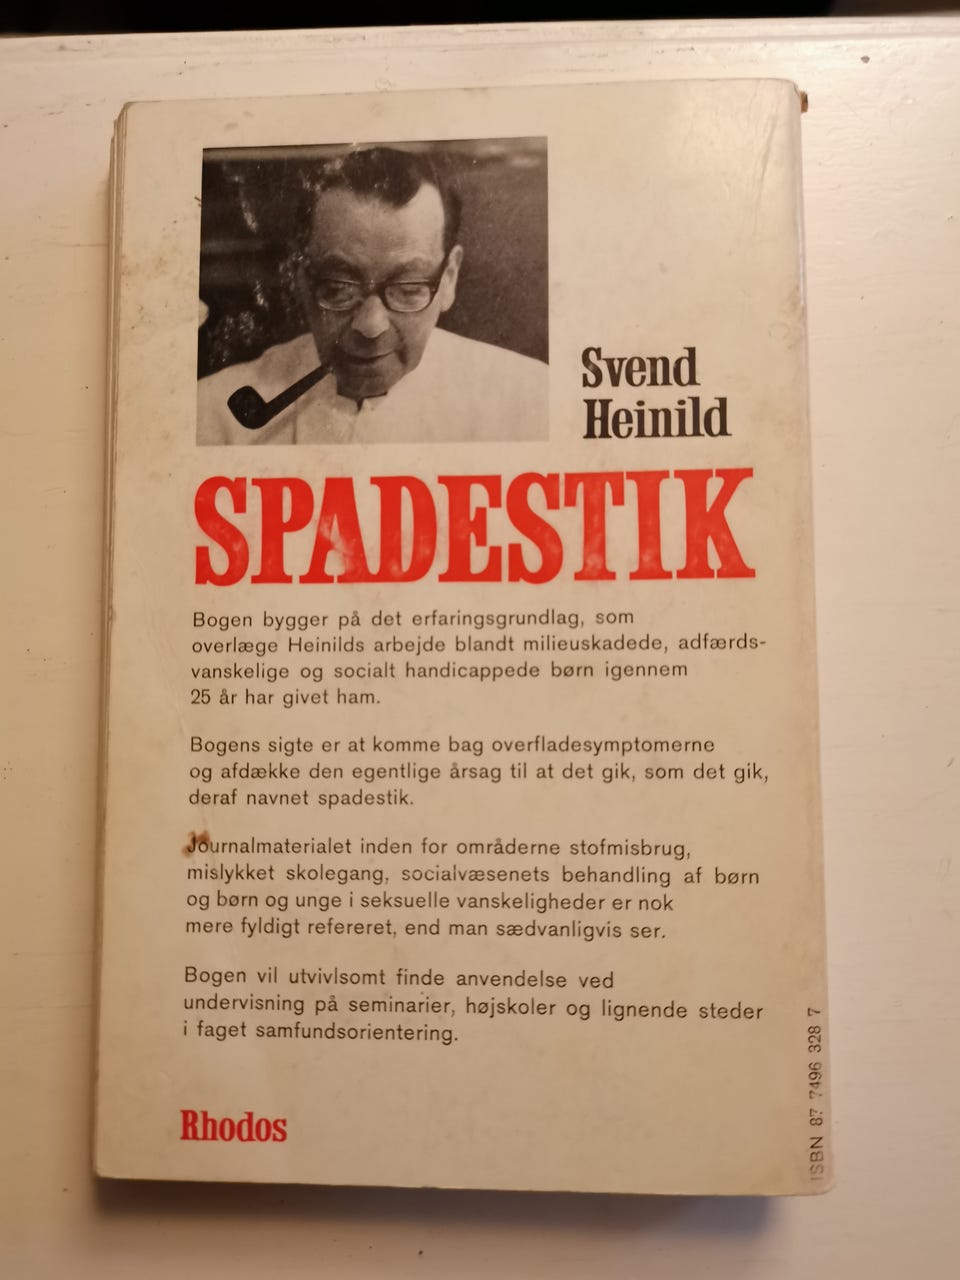 Svend
Heinild
SPADESTIK
Bogen bygger på det erfaringsgrundlag, som
overlæge Heinilds arbejde blandt milieuskadede, adfærds-
vanskelige og socialt handicappede børn igennem
25 år har givet ham.
Bogens sigte er at komme bag overfladesymptomerne
og afdække den egentlige årsag til at det gik, som det gik,
deraf navnet spadestik.
Journalmaterialet inden for områderne stofmisbrug,
mislykket skolegang, socialvæsenets behandling af børn
og børn og unge i seksuelle vanskeligheder er nok
mere fyldigt refereret, end man sædvanligvis ser.
Bogen vil utvivlsomt finde anvendelse ved
undervisning på seminarier, højskoler og lignende steder
i faget samfundsorientering.
Rhodos
ISBN 87 7496 328 7